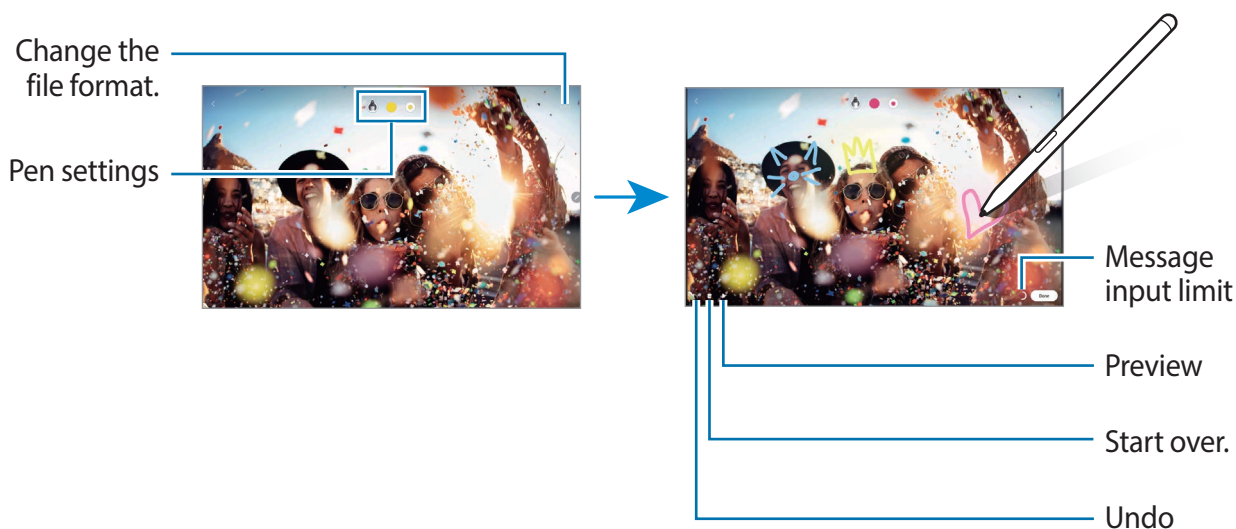 Change the
file format.
Pen settings
Done
Message
input limit
Preview
Start over.
Undo